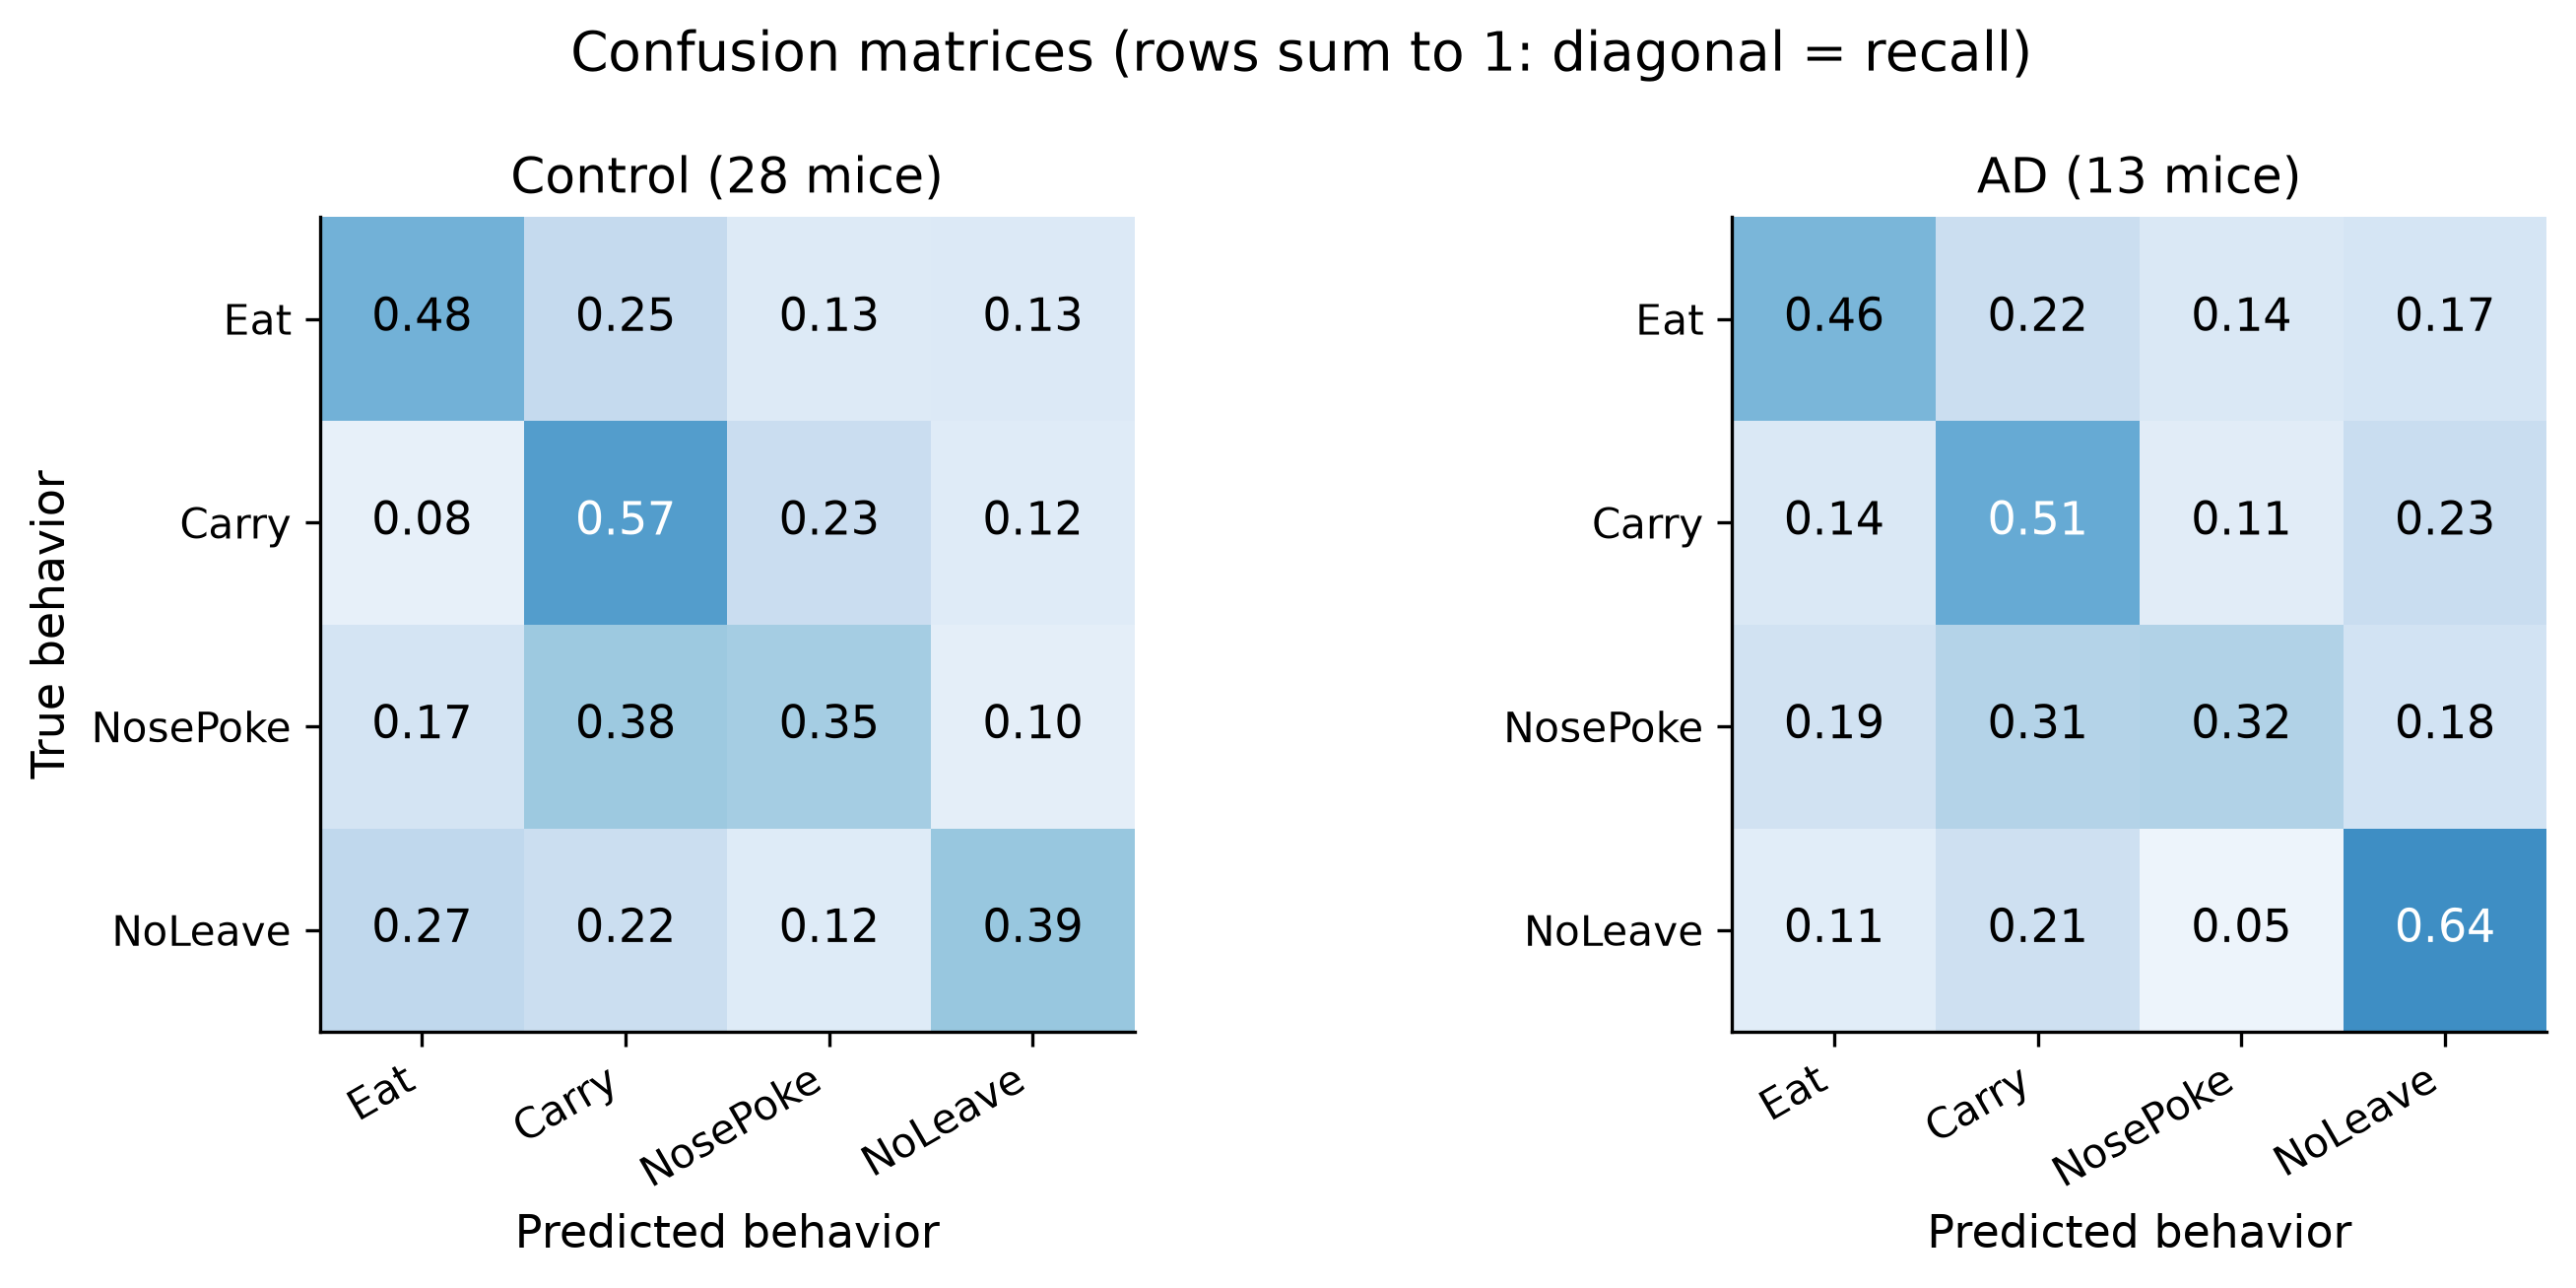 Confusion matrices (rows sum to 1: diagonal = recall)
Control (28 mice)
True behavior
Eat 0.48 0.25 0.13 0.13
Carry 0.08 0.57 0.23 0.12
NosePoke 0.17 0.38 0.35 0.10
NoLeave 0.27 0.22 0.12 0.39
Eat Carry NosePoke NoLeave
Predicted behavior
AD (13 mice)
Eat 0.46 0.22 0.14 0.17
Carry 0.14 0.51 0.11 0.23
NosePoke 0.19 0.31 0.32 0.18
NoLeave 0.11 0.21 0.05 0.64
Eat Carry NosePoke NoLeave
Predicted behavior